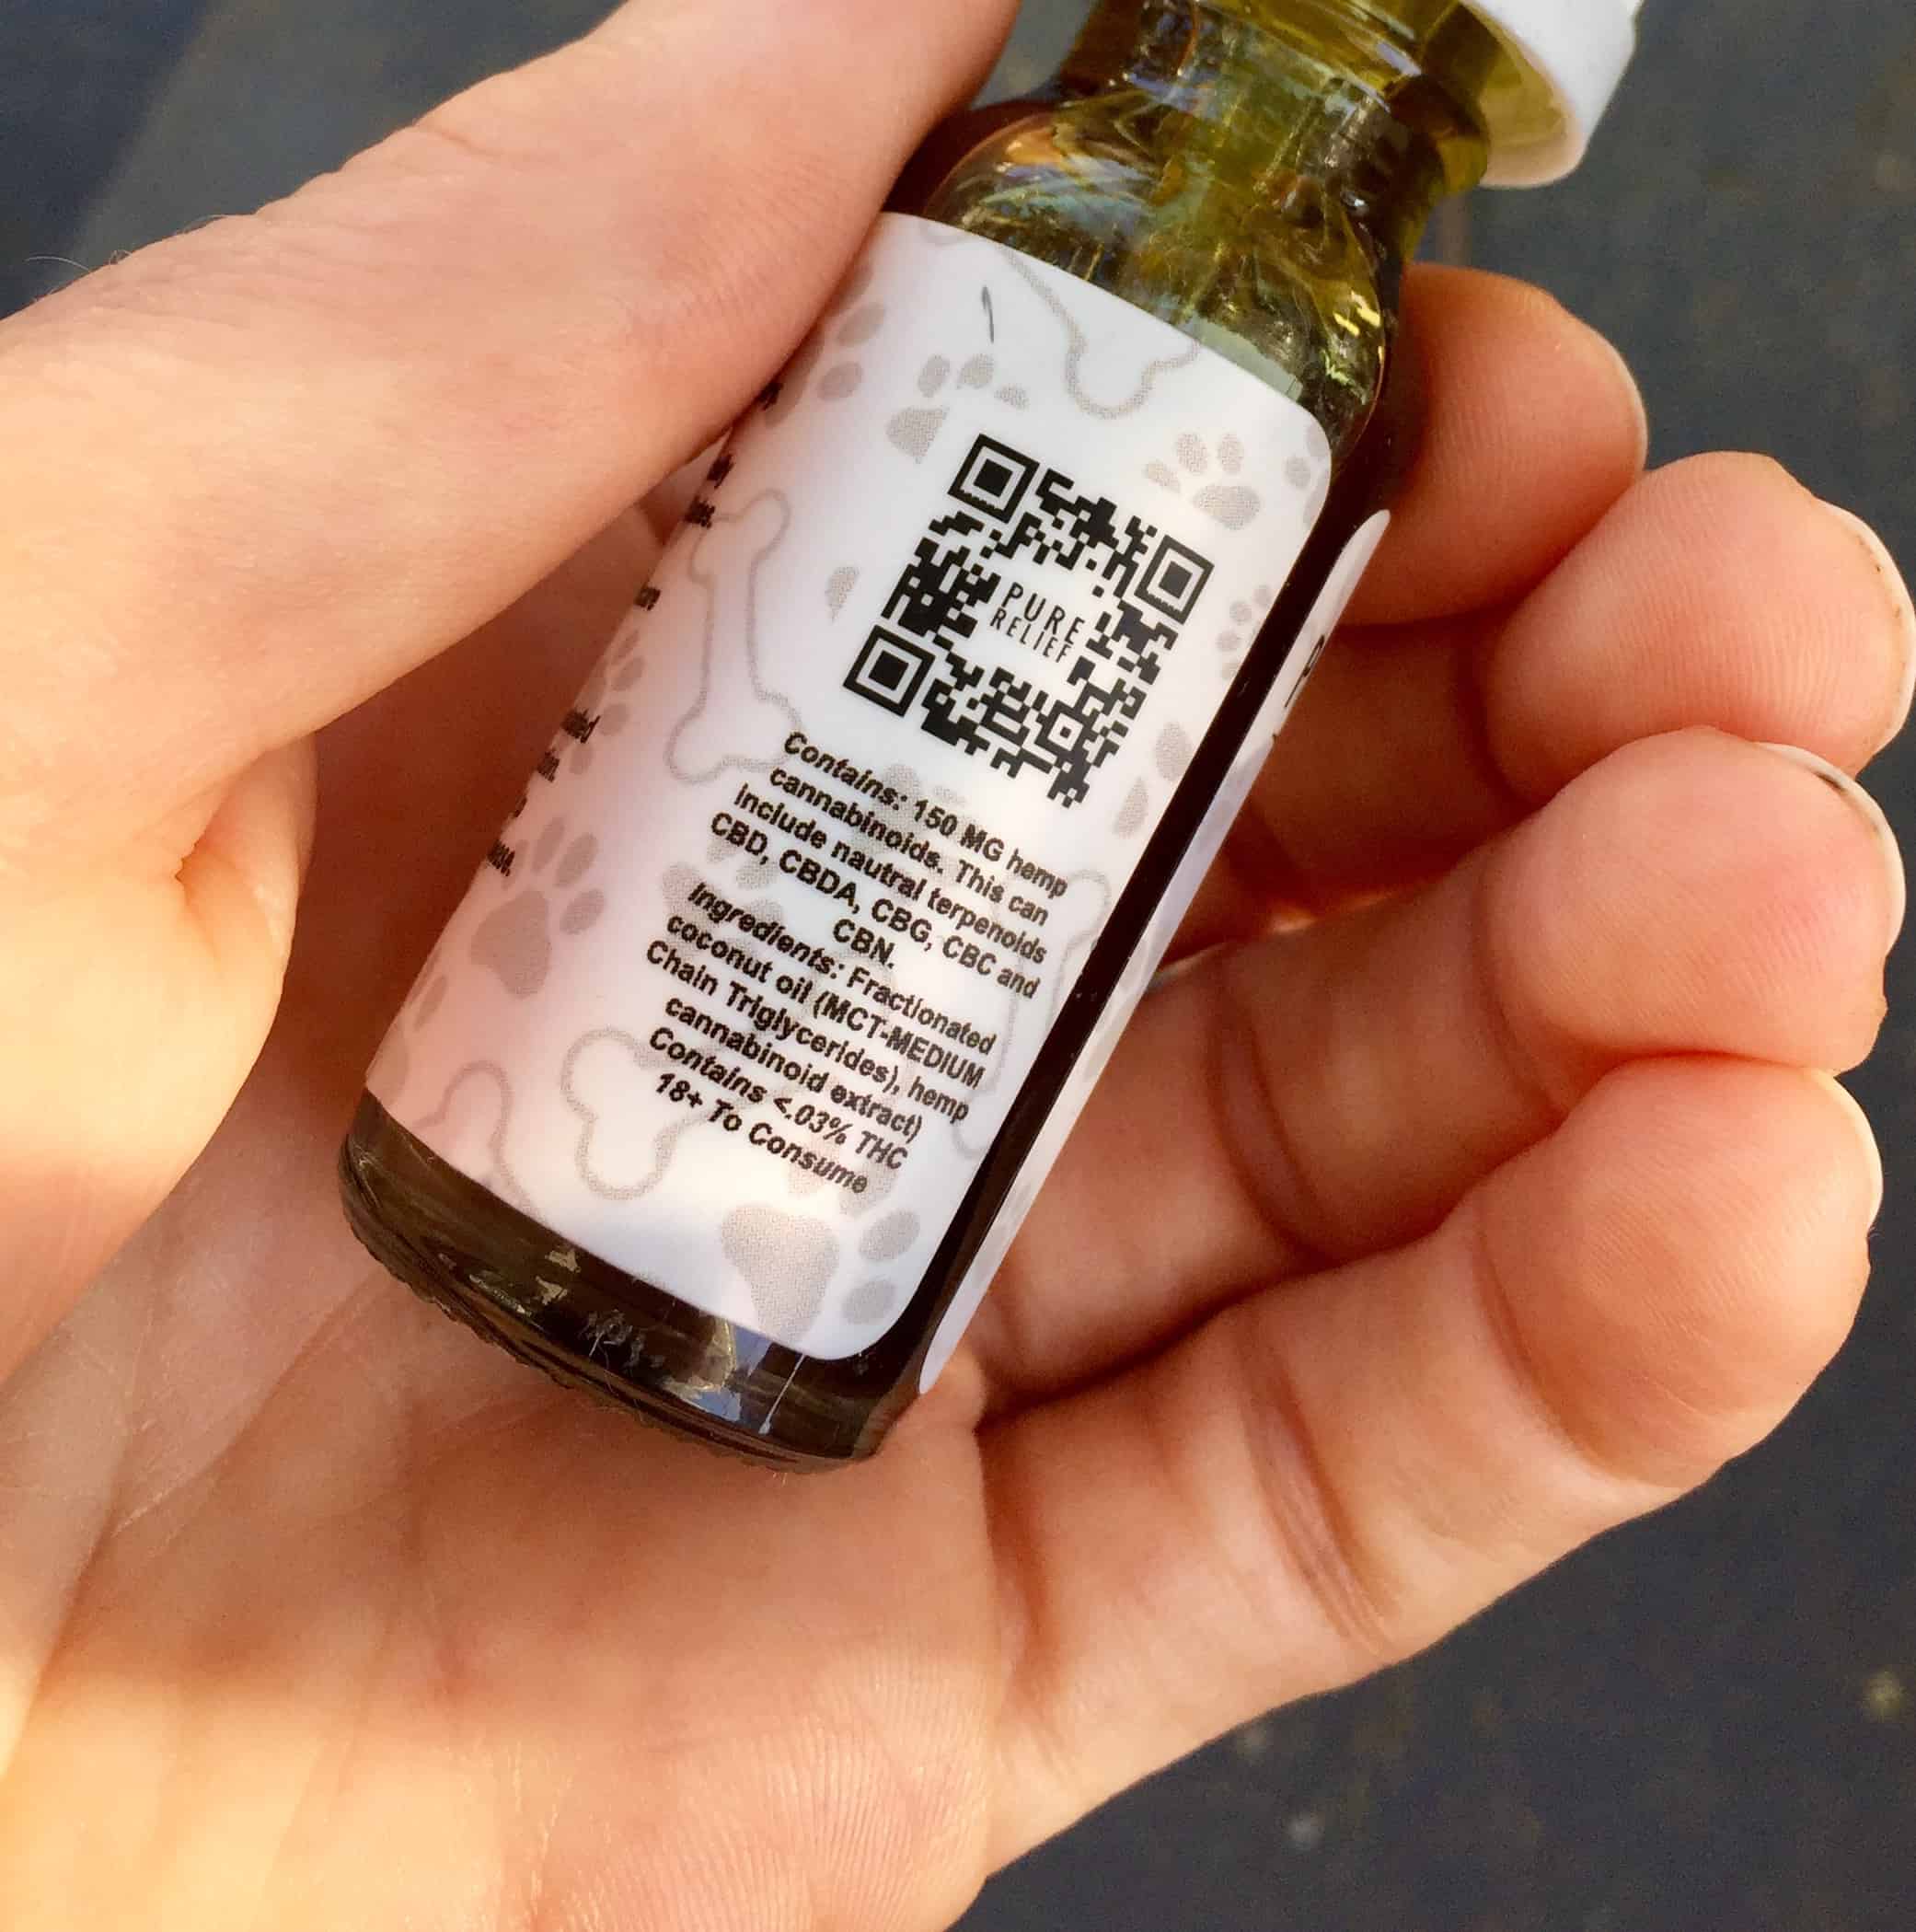 PURE
RELIEF
Contains: 150 MG hemp
cannabinoids. This can
include nautral terpenoids
CBD, CBDA, CBG, CBC and
CBN.
Ingredients: Fractionated
coconut oil (MCT-MEDIUM
Chain Triglycerides), hemp
cannabinoid extract)
Contains <.03% THC
18+ To Consume